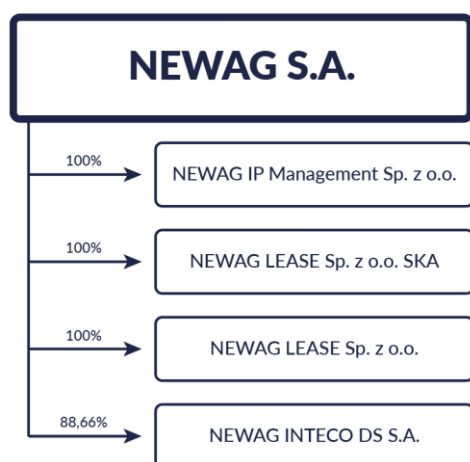 NEWAG S.A.
100%
NEWAG IP Management Sp. z o.o.
100%
NEWAG LEASE Sp. z o.o. SKA
100%
NEWAG LEASE Sp. z o.o.
88,66%
NEWAG INTECO DS S.A.